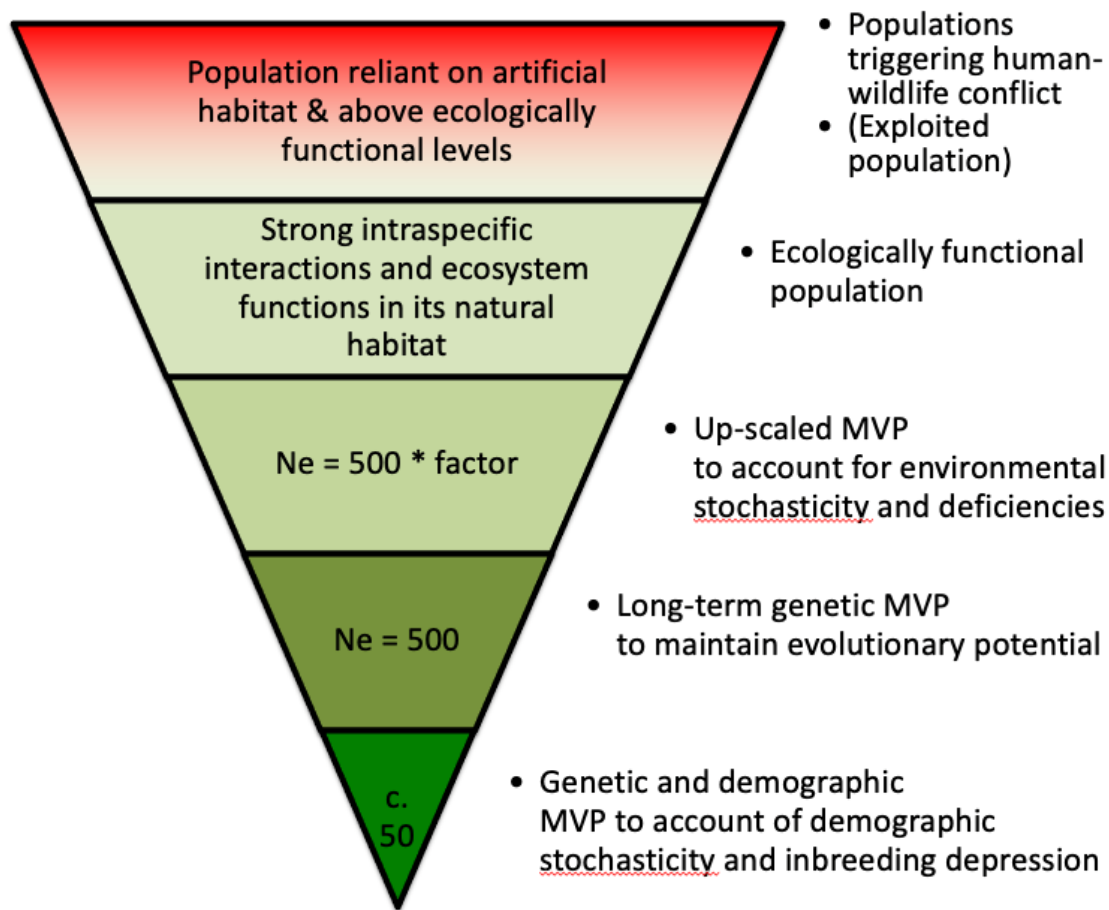 Population reliant on artificial
habitat & above ecologically
functional levels
• Populations
triggering human-
wildlife conflict
• (Exploited
population)
Strong intraspecific
interactions and ecosystem
functions in its natural
habitat
• Ecologically functional
population
Ne = 500 * factor
• Up-scaled MVP
to account for environmental
stochasticity and deficiencies
Ne = 500
• Long-term genetic MVP
to maintain evolutionary potential
c.
50
• Genetic and demographic
MVP to account of demographic
stochasticity and inbreeding depression